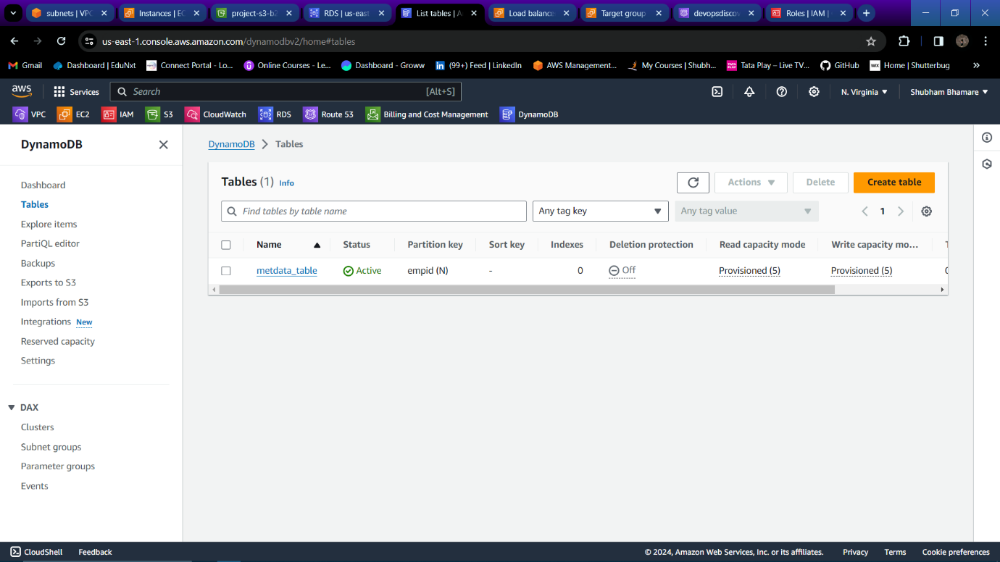 subnets | VPC
Instances | EC
project-s3-b2
RDS | us-east
List tables | A
Load balance
Target group
devopsdiscov
Roles | IAM |
us-east-1.console.aws.amazon.com/dynamodbv2/home#tables
Gmail
Dashboard | EduNxt
Connect Portal - Lo...
Online Courses - Le...
Dashboard - Groww
(99+) Feed | LinkedIn
AWS Management...
My Courses | Shubh...
Tata Play – Live TV...
GitHub
Home | Shutterbug
aws
Services
Search
[Alt+S]
N. Virginia
Shubham Bhamare
VPC
EC2
IAM
S3
CloudWatch
RDS
Route 53
Billing and Cost Management
DynamoDB
DynamoDB
Dashboard
Tables
Explore items
PartiQL editor
Backups
Exports to S3
Imports from S3
Integrations New
Reserved capacity
Settings
DAX
Clusters
Subnet groups
Parameter groups
Events
DynamoDB > Tables
Tables (1) Info
Actions
Delete
Create table
Find tables by table name
Any tag key
Any tag value
1
Name Status Partition key Sort key Indexes Deletion protection Read capacity mode Write capacity mo...
metdata_table Active empid (N) - 0 Off Provisioned (5) Provisioned (5)
CloudShell Feedback © 2024, Amazon Web Services, Inc. or its affiliates. Privacy Terms Cookie preferences